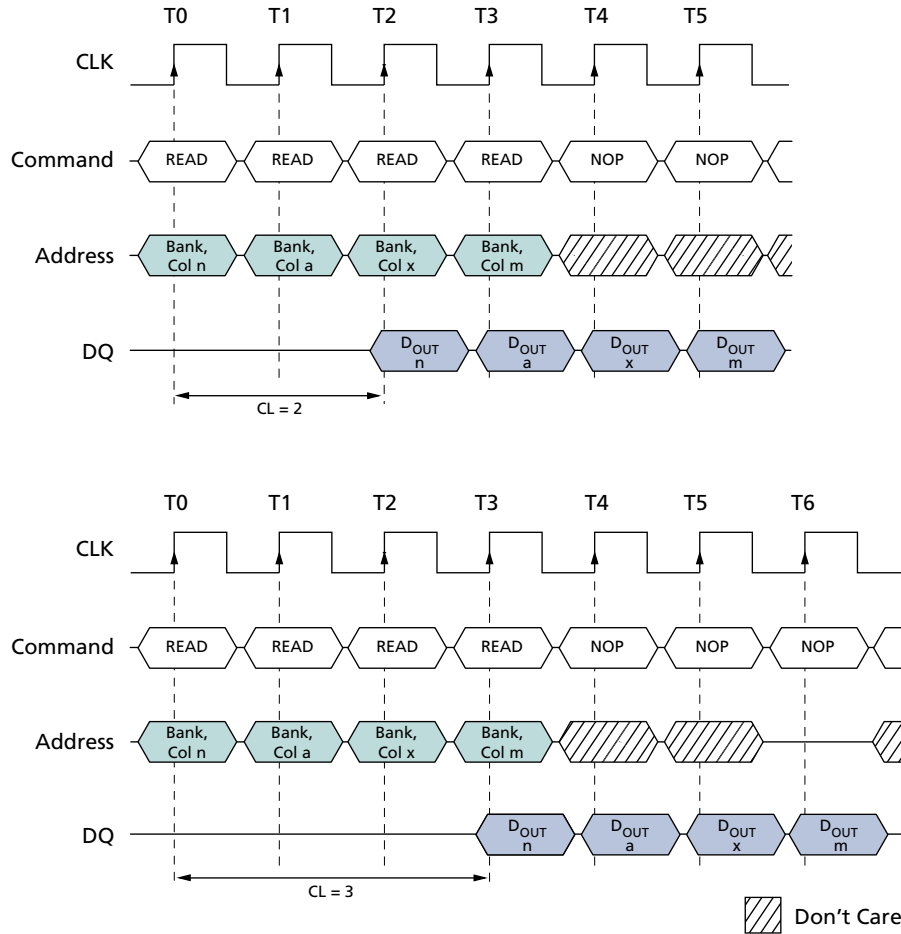 T0 T1 T2 T3 T4 T5
CLK
Command READ READ READ READ NOP NOP
Address Bank, Col n Bank, Col a Bank, Col x Bank, Col m
DQ DOUT n DOUT a DOUT x DOUT m
CL = 2
T0 T1 T2 T3 T4 T5 T6
CLK
Command READ READ READ READ NOP NOP NOP
Address Bank, Col n Bank, Col a Bank, Col x Bank, Col m
DQ DOUT n DOUT a DOUT x DOUT m
CL = 3
Don't Care